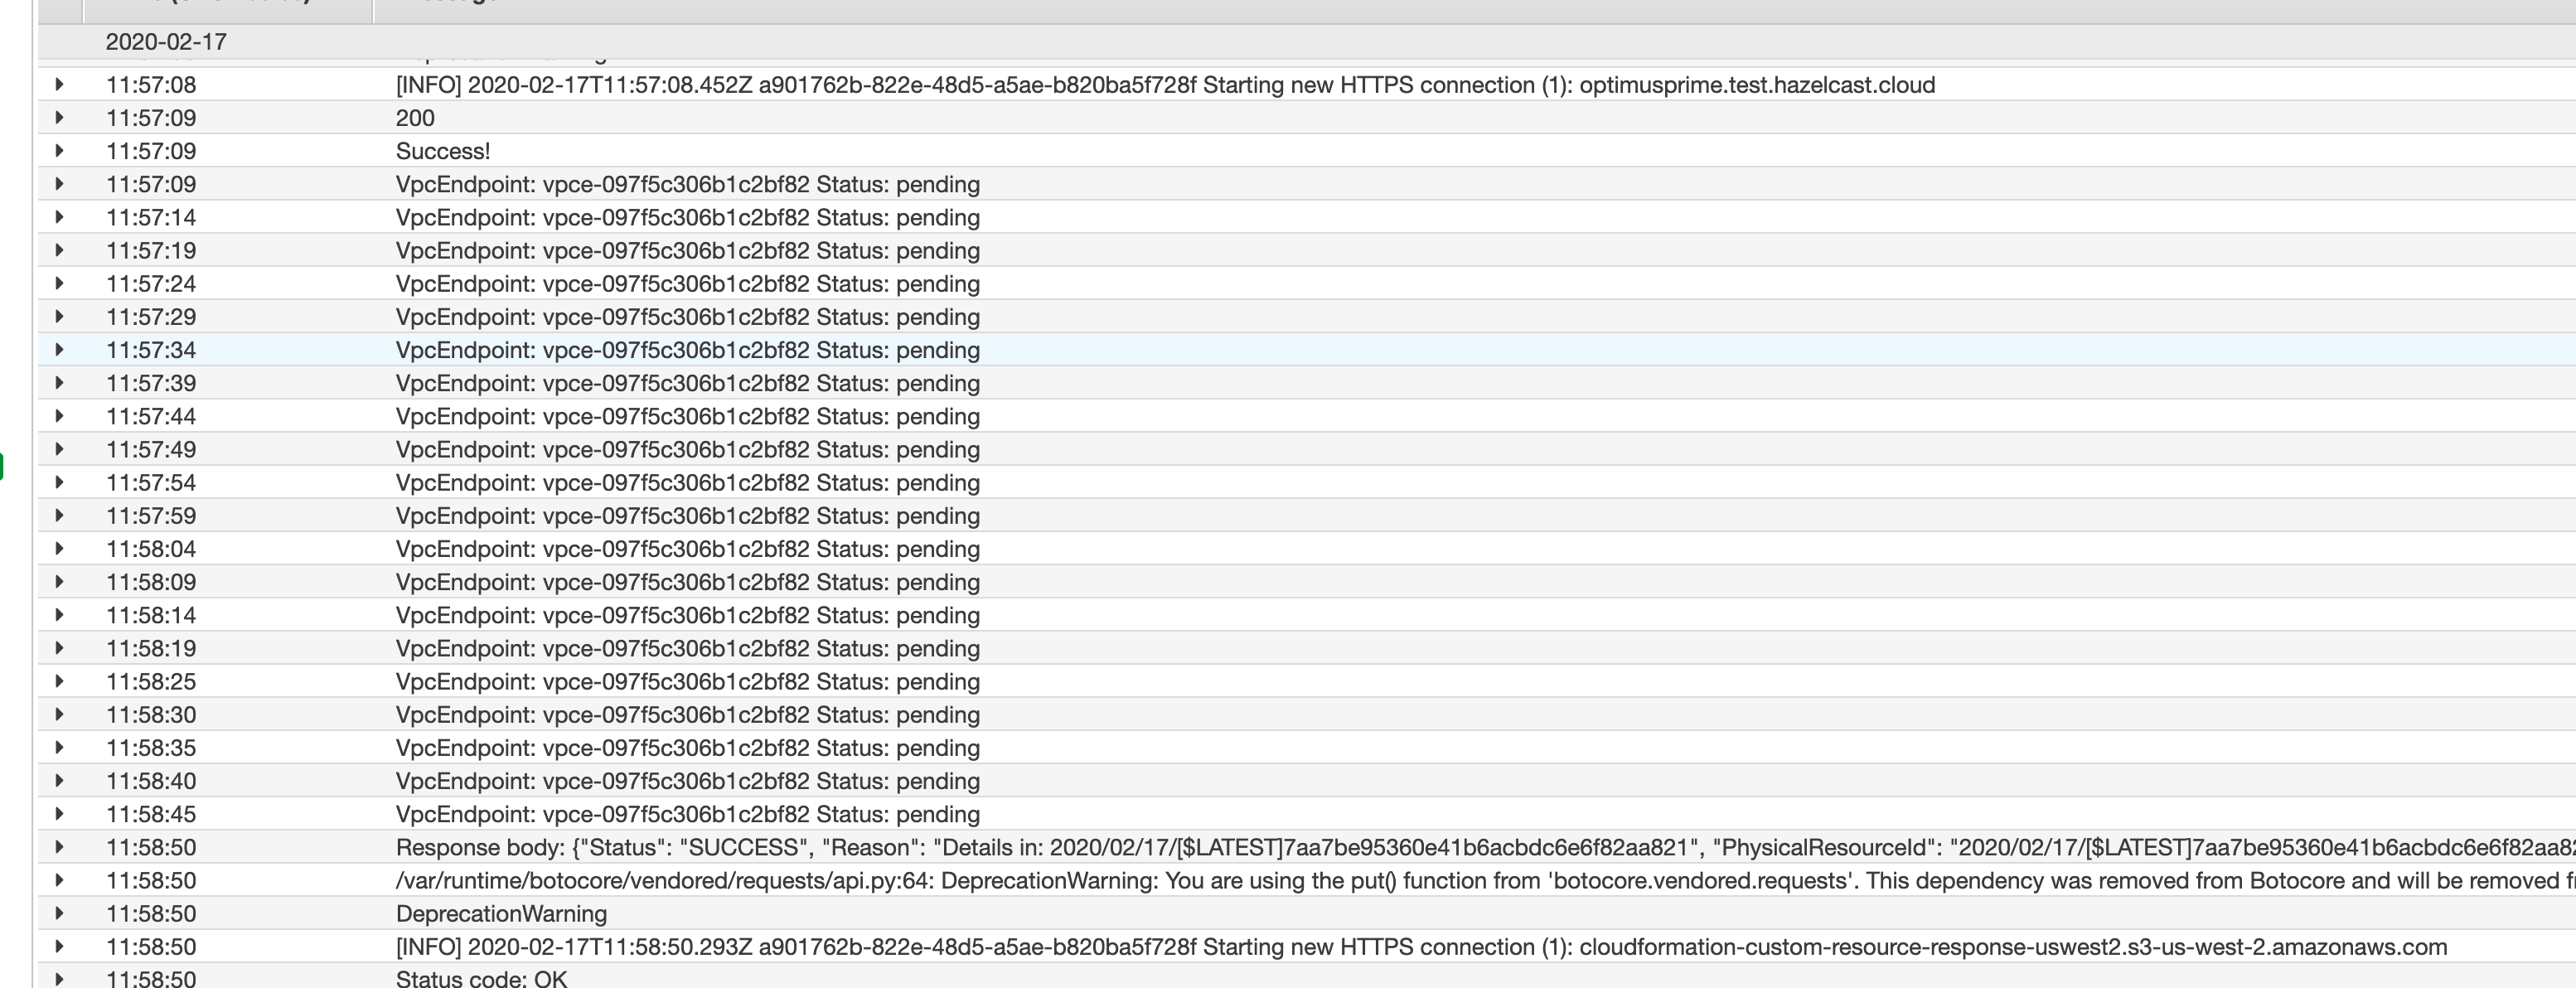 2020-02-17
11:57:08 [INFO] 2020-02-17T11:57:08.452Z a901762b-822e-48d5-a5ae-b820ba5f728f Starting new HTTPS connection (1): optimusprime.test.hazelcast.cloud
11:57:09 200
11:57:09 Success!
11:57:09 VpcEndpoint: vpce-097f5c306b1c2bf82 Status: pending
11:57:14 VpcEndpoint: vpce-097f5c306b1c2bf82 Status: pending
11:57:19 VpcEndpoint: vpce-097f5c306b1c2bf82 Status: pending
11:57:24 VpcEndpoint: vpce-097f5c306b1c2bf82 Status: pending
11:57:29 VpcEndpoint: vpce-097f5c306b1c2bf82 Status: pending
11:57:34 VpcEndpoint: vpce-097f5c306b1c2bf82 Status: pending
11:57:39 VpcEndpoint: vpce-097f5c306b1c2bf82 Status: pending
11:57:44 VpcEndpoint: vpce-097f5c306b1c2bf82 Status: pending
11:57:49 VpcEndpoint: vpce-097f5c306b1c2bf82 Status: pending
11:57:54 VpcEndpoint: vpce-097f5c306b1c2bf82 Status: pending
11:57:59 VpcEndpoint: vpce-097f5c306b1c2bf82 Status: pending
11:58:04 VpcEndpoint: vpce-097f5c306b1c2bf82 Status: pending
11:58:09 VpcEndpoint: vpce-097f5c306b1c2bf82 Status: pending
11:58:14 VpcEndpoint: vpce-097f5c306b1c2bf82 Status: pending
11:58:19 VpcEndpoint: vpce-097f5c306b1c2bf82 Status: pending
11:58:25 VpcEndpoint: vpce-097f5c306b1c2bf82 Status: pending
11:58:30 VpcEndpoint: vpce-097f5c306b1c2bf82 Status: pending
11:58:35 VpcEndpoint: vpce-097f5c306b1c2bf82 Status: pending
11:58:40 VpcEndpoint: vpce-097f5c306b1c2bf82 Status: pending
11:58:45 VpcEndpoint: vpce-097f5c306b1c2bf82 Status: pending
11:58:50 Response body: {"Status": "SUCCESS", "Reason": "Details in: 2020/02/17/[$LATEST]7aa7be95360e41b6acbdc6e6f82aa821", "PhysicalResourceId": "2020/02/17/[$LATEST]7aa7be95360e41b6acbdc6e6f82aa8
11:58:50 /var/runtime/botocore/vendored/requests/api.py:64: DeprecationWarning: You are using the put() function from 'botocore.vendored.requests'. This dependency was removed from Botocore and will be removed
11:58:50 DeprecationWarning
11:58:50 [INFO] 2020-02-17T11:58:50.293Z a901762b-822e-48d5-a5ae-b820ba5f728f Starting new HTTPS connection (1): cloudformation-custom-resource-response-uswest2.s3-us-west-2.amazonaws.com
11:58:50 Status code: OK